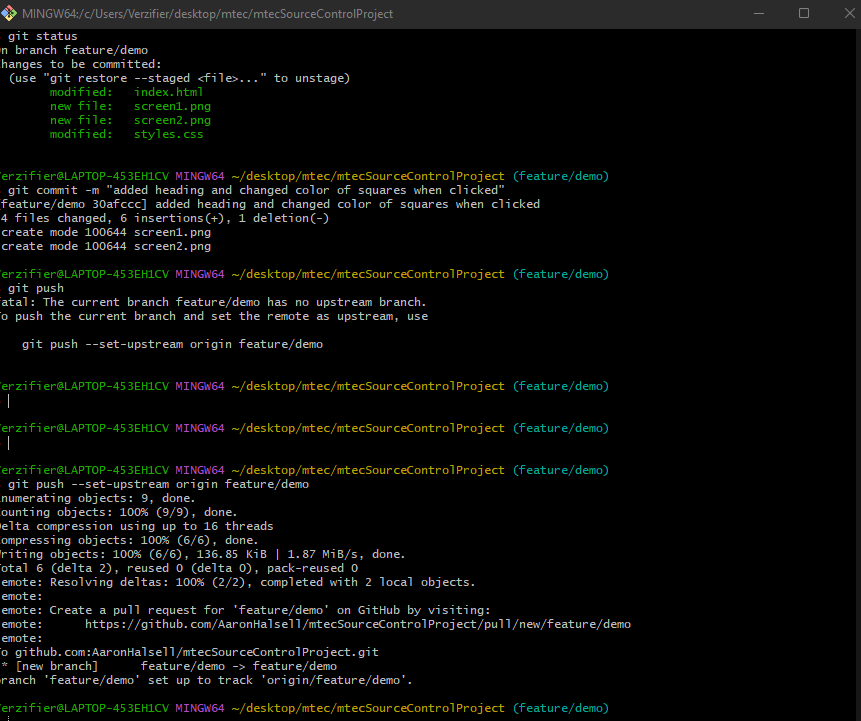 MINGW64:/c/Users/Verzifier/desktop/mtec/mtecSourceControlProject
git status
n branch feature/demo
hanges to be committed:
(use "git restore --staged <file>..." to unstage)
modified: index.html
new file: screen1.png
new file: screen2.png
modified: styles.css
erzifier@LAPTOP-453EH1CV MINGW64 ~/desktop/mtec/mtecSourceControlProject (feature/demo)
git commit -m "added heading and changed color of squares when clicked"
feature/demo 30afccc] added heading and changed color of squares when clicked
4 files changed, 6 insertions(+), 1 deletion(-)
create mode 100644 screen1.png
create mode 100644 screen2.png
erzifier@LAPTOP-453EH1CV MINGW64 ~/desktop/mtec/mtecSourceControlProject (feature/demo)
git push
atal: The current branch feature/demo has no upstream branch.
o push the current branch and set the remote as upstream, use
git push --set-upstream origin feature/demo
erzifier@LAPTOP-453EH1CV MINGW64 ~/desktop/mtec/mtecSourceControlProject (feature/demo)
erzifier@LAPTOP-453EH1CV MINGW64 ~/desktop/mtec/mtecSourceControlProject (feature/demo)
erzifier@LAPTOP-453EH1CV MINGW64 ~/desktop/mtec/mtecSourceControlProject (feature/demo)
git push --set-upstream origin feature/demo
numerating objects: 9, done.
ounting objects: 100% (9/9), done.
elta compression using up to 16 threads
ompressing objects: 100% (6/6), done.
riting objects: 100% (6/6), 136.85 KiB | 1.87 MiB/s, done.
otal 6 (delta 2), reused 0 (delta 0), pack-reused 0
emote: Resolving deltas: 100% (2/2), completed with 2 local objects.
emote:
emote: Create a pull request for 'feature/demo' on GitHub by visiting:
emote: https://github.com/AaronHalsell/mtecSourceControlProject/pull/new/feature/demo
emote:
o github.com:AaronHalsell/mtecSourceControlProject.git
* [new branch] feature/demo -> feature/demo
ranch 'feature/demo' set up to track 'origin/feature/demo'.
erzifier@LAPTOP-453EH1CV MINGW64 ~/desktop/mtec/mtecSourceControlProject (feature/demo)